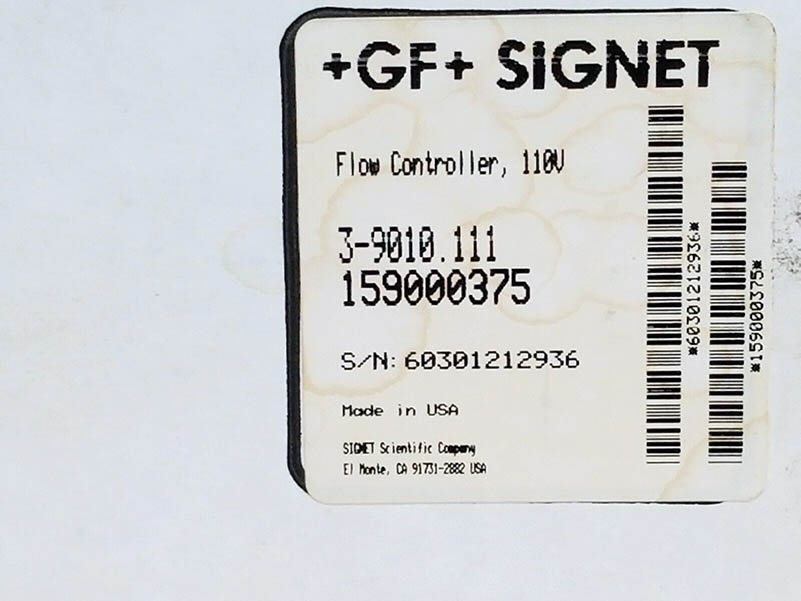 +GF+ SIGNET
Flow Controller, 110V
3-9010.111
159000375
S/N: 60301212936
Made in USA
SIGNET Scientific Company
El Monte, CA 91731-2882 USA
*60301212936*
*159000375*